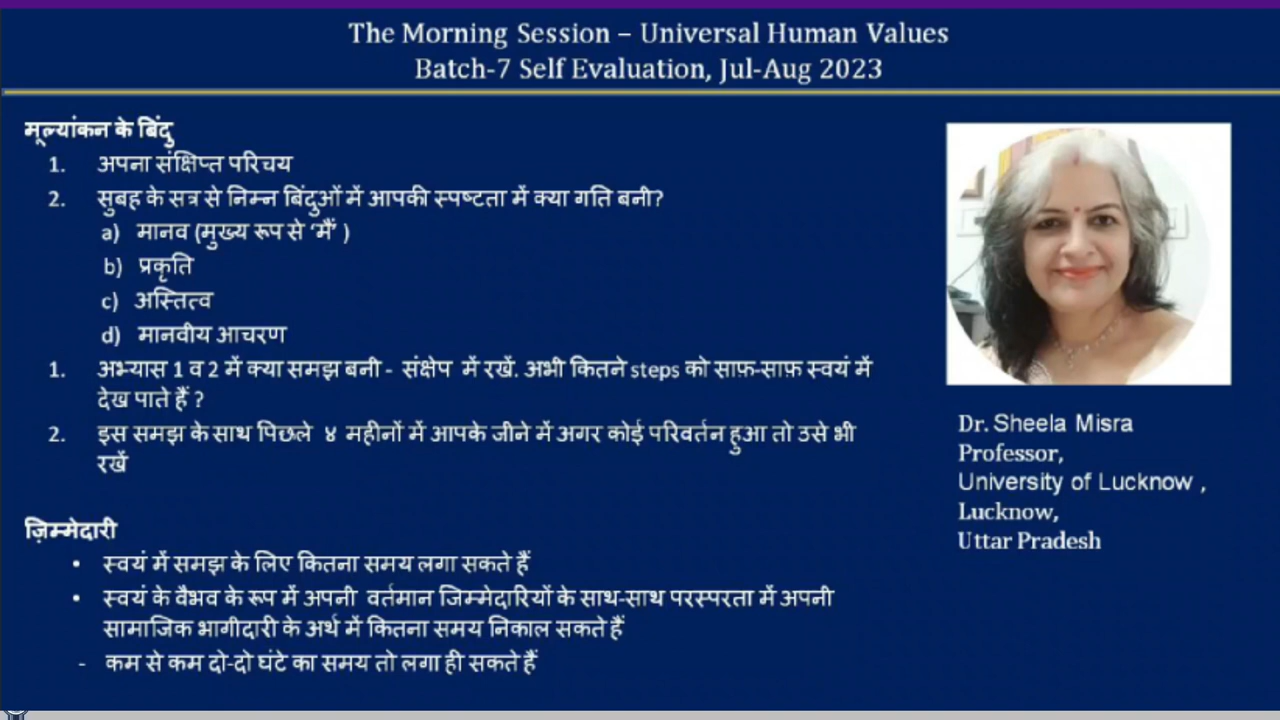 The Morning Session – Universal Human Values
Batch-7 Self Evaluation, Jul-Aug 2023
मूल्यांकन के बिंदु
1. अपना संक्षिप्त परिचय
2. सुबह के सत्र से निम्न बिंदुओं में आपकी स्पष्टता में क्या गति बनी?
a) मानव (मुख्य रूप से ‘मैं’ )
b) प्रकृति
c) अस्तित्व
d) मानवीय आचरण
1. अभ्यास 1 व 2 में क्या समझ बनी - संक्षेप में रखें. अभी कितने steps को साफ़-साफ़ स्वयं में
देख पाते हैं ?
2. इस समझ के साथ पिछले ४ महीनों में आपके जीने में अगर कोई परिवर्तन हुआ तो उसे भी
रखें
ज़िम्मेदारी
• स्वयं में समझ के लिए कितना समय लगा सकते हैं
• स्वयं के वैभव के रूप में अपनी वर्तमान जिम्मेदारियों के साथ-साथ परस्परता में अपनी
सामाजिक भागीदारी के अर्थ में कितना समय निकाल सकते हैं
- कम से कम दो-दो घंटे का समय तो लगा ही सकते हैं
Dr. Sheela Misra
Professor,
University of Lucknow ,
Lucknow,
Uttar Pradesh